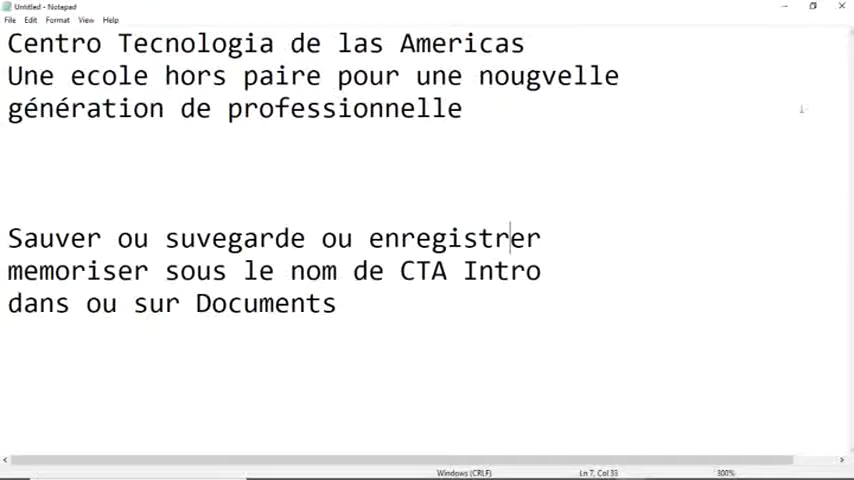 Untitled - Notepad
File Edit Format View Help
Centro Tecnologia de las Americas
Une ecole hors paire pour une nougvelle
génération de professionnelle
Sauver ou suvegarde ou enregistrer
memoriser sous le nom de CTA Intro
dans ou sur Documents
Windows (CRLF) Ln 7, Col 33 300%